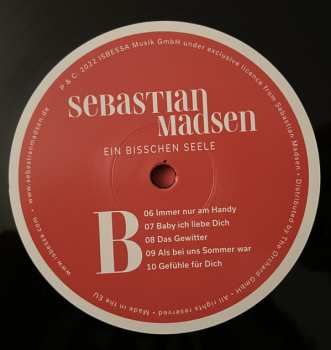 ℗ & © 2022 ISBESSA Musik GmbH under exclusive licence from Sebastian Madsen • Distributed by The Orchard GmbH • All rights reserved • Made in the EU
www.isbessa.com • www.sebastianmadsen.de
SEBASTIAN
MADSEN
EIN BISSCHEN SEELE
B
06 Immer nur am Handy
07 Baby ich liebe Dich
08 Das Gewitter
09 Als bei uns Sommer war
10 Gefühle für Dich